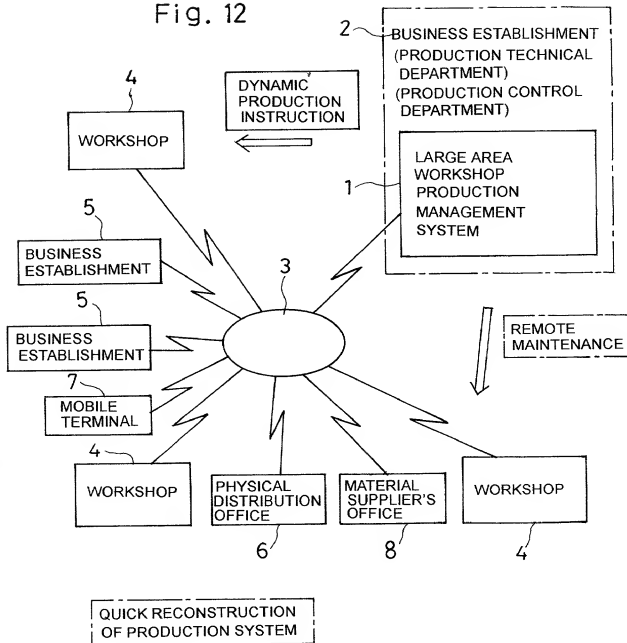 Fig. 12
2
BUSINESS ESTABLISHMENT
(PRODUCTION TECHNICAL
DEPARTMENT)
(PRODUCTION CONTROL
DEPARTMENT)
DYNAMIC
PRODUCTION
INSTRUCTION
4
WORKSHOP
1
LARGE AREA
WORKSHOP
PRODUCTION
MANAGEMENT
SYSTEM
5
BUSINESS
ESTABLISHMENT
3
5
BUSINESS
ESTABLISHMENT
REMOTE
MAINTENANCE
7
MOBILE
TERMINAL
4
WORKSHOP
PHYSICAL
DISTRIBUTION
OFFICE
6
MATERIAL
SUPPLIER'S
OFFICE
8
WORKSHOP
4
QUICK RECONSTRUCTION
OF PRODUCTION SYSTEM